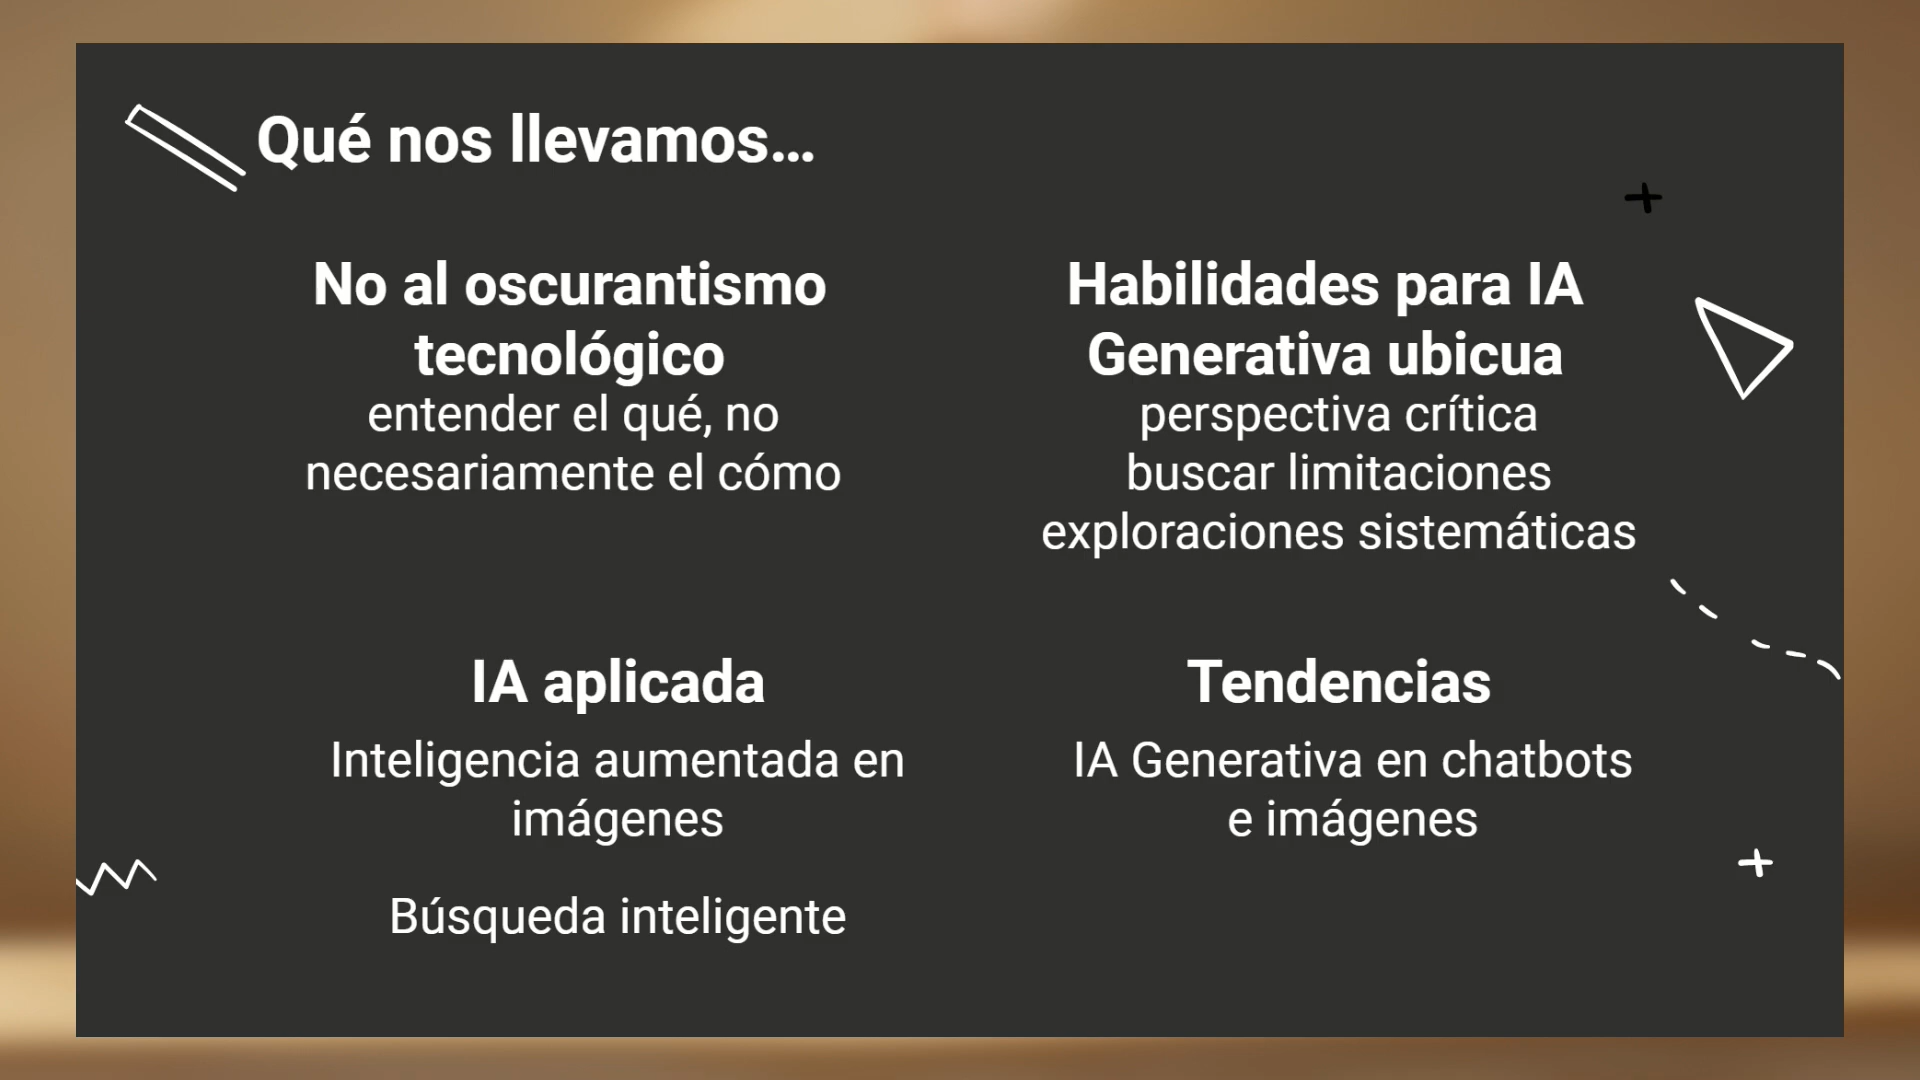 Qué nos llevamos...
No al oscurantismo
tecnológico
entender el qué, no
necesariamente el cómo
Habilidades para IA
Generativa ubicua
perspectiva crítica
buscar limitaciones
exploraciones sistemáticas
IA aplicada
Inteligencia aumentada en
imágenes
Búsqueda inteligente
Tendencias
IA Generativa en chatbots
e imágenes